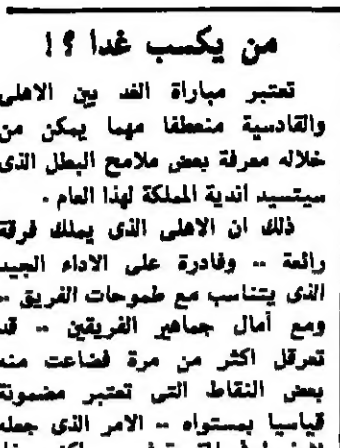 من يكسب غدا ؟ !
تعتبر مباراة الغد بين الاهلى
والقادسية منعطفا مهما يمكن من
خلاله معرفة بعض ملامح البطل الذى
سيتسيد اندية المملكة لهذا العام .
ذلك ان الاهلى الذى يملك فرقة
رائعة .. وقادرة على الاداء الجيد
الذى يتناسب مع طموحات الفريق ..
ومع أمال جماهير الفريقين .. قد
تعرقل اكثر من مرة فضاعت منه
بعض النقاط التى تعتبر مضمونة
قياسيا بمستواه .. الامر الذى جعله